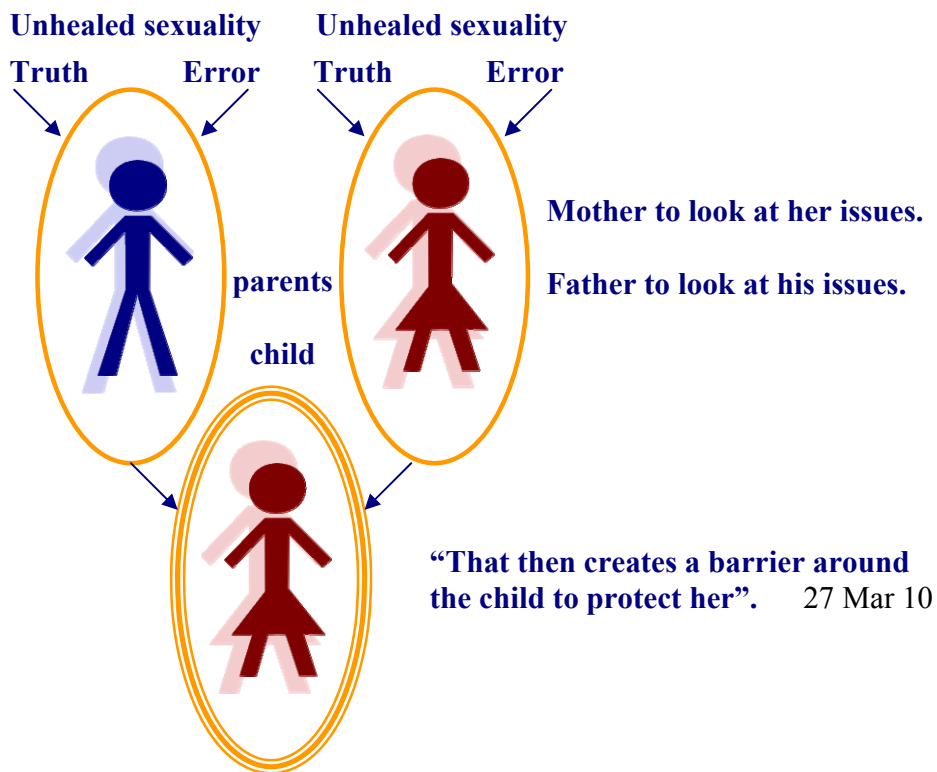 Unhealed sexuality Unhealed sexuality
Truth Error Truth Error
Mother to look at her issues.
parents Father to look at his issues.
child
“That then creates a barrier around
the child to protect her”. 27 Mar 10